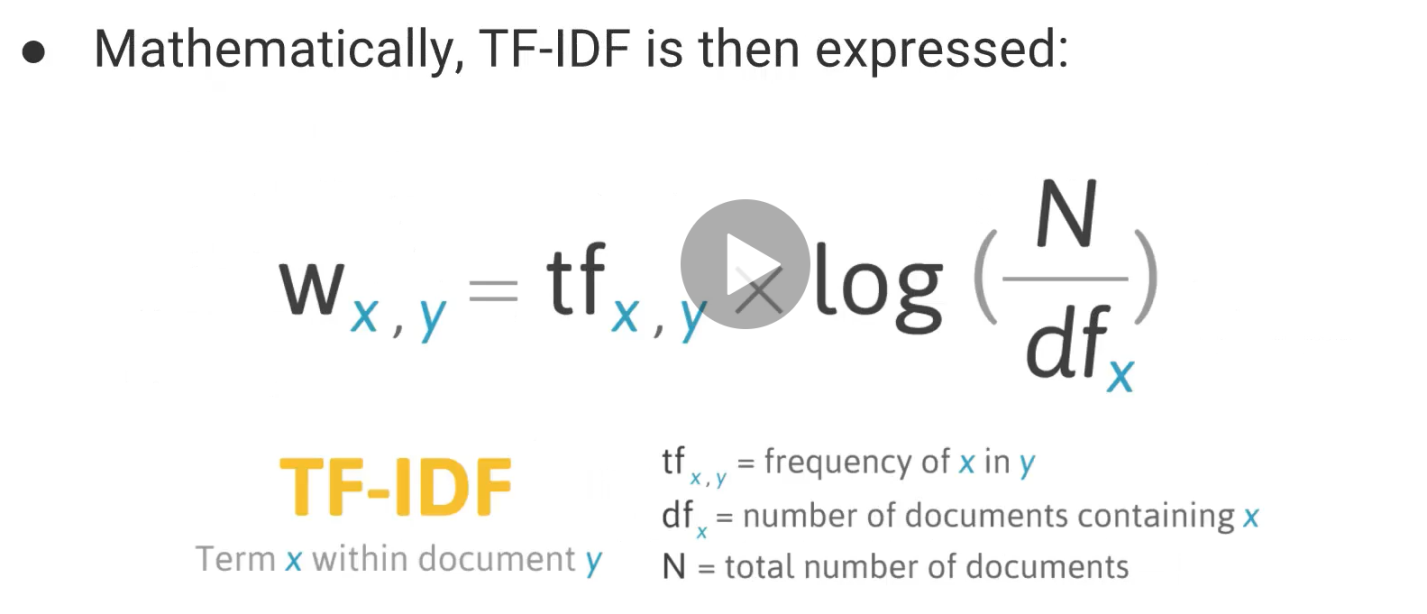 ● Mathematically, TF-IDF is then expressed:
w x , y = tf x , y × log ( N / df x )
TF-IDF
Term x within document y
tf x , y = frequency of x in y
df x = number of documents containing x
N = total number of documents